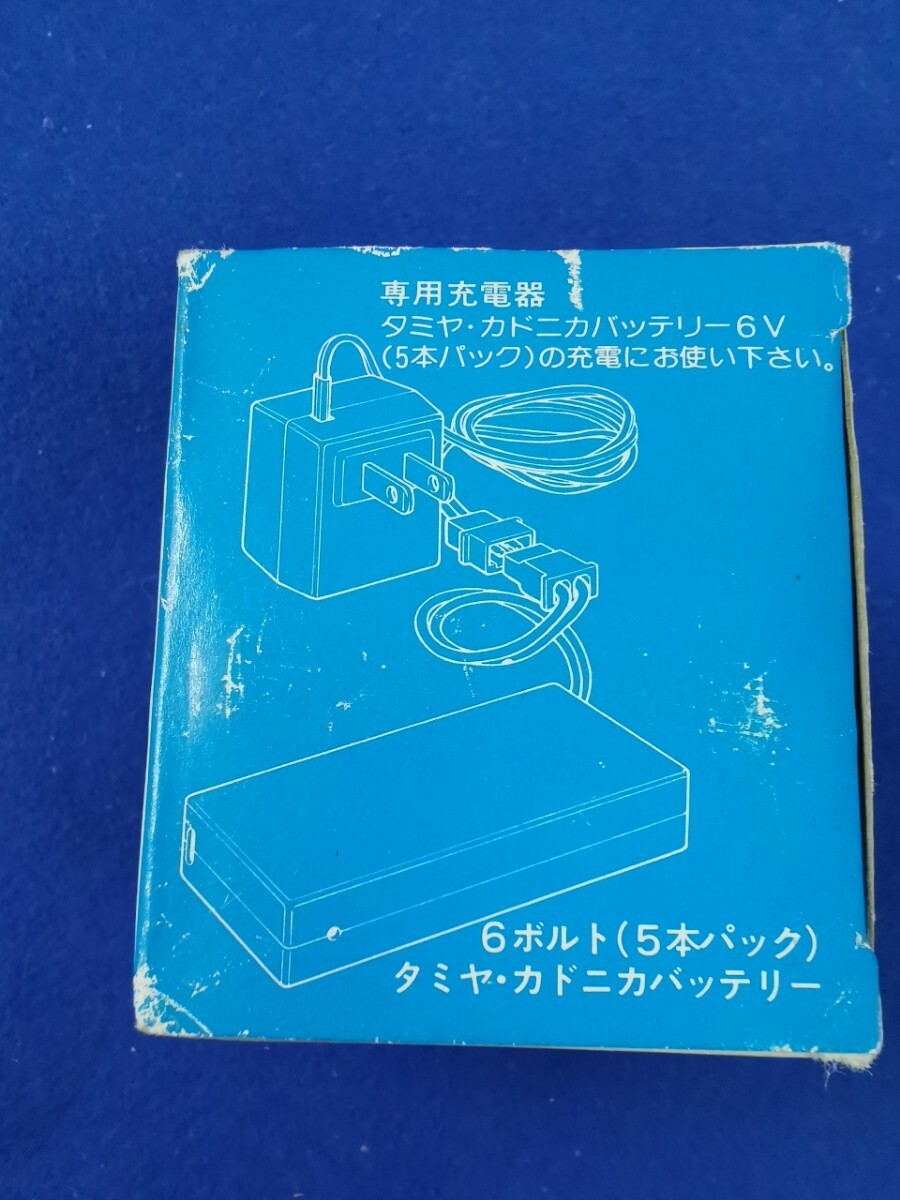 専用充電器
タミヤ・カドニカバッテリー6V
(5本パック)の充電にお使い下さい。
6ボルト(5本パック)
タミヤ・カドニカバッテリー